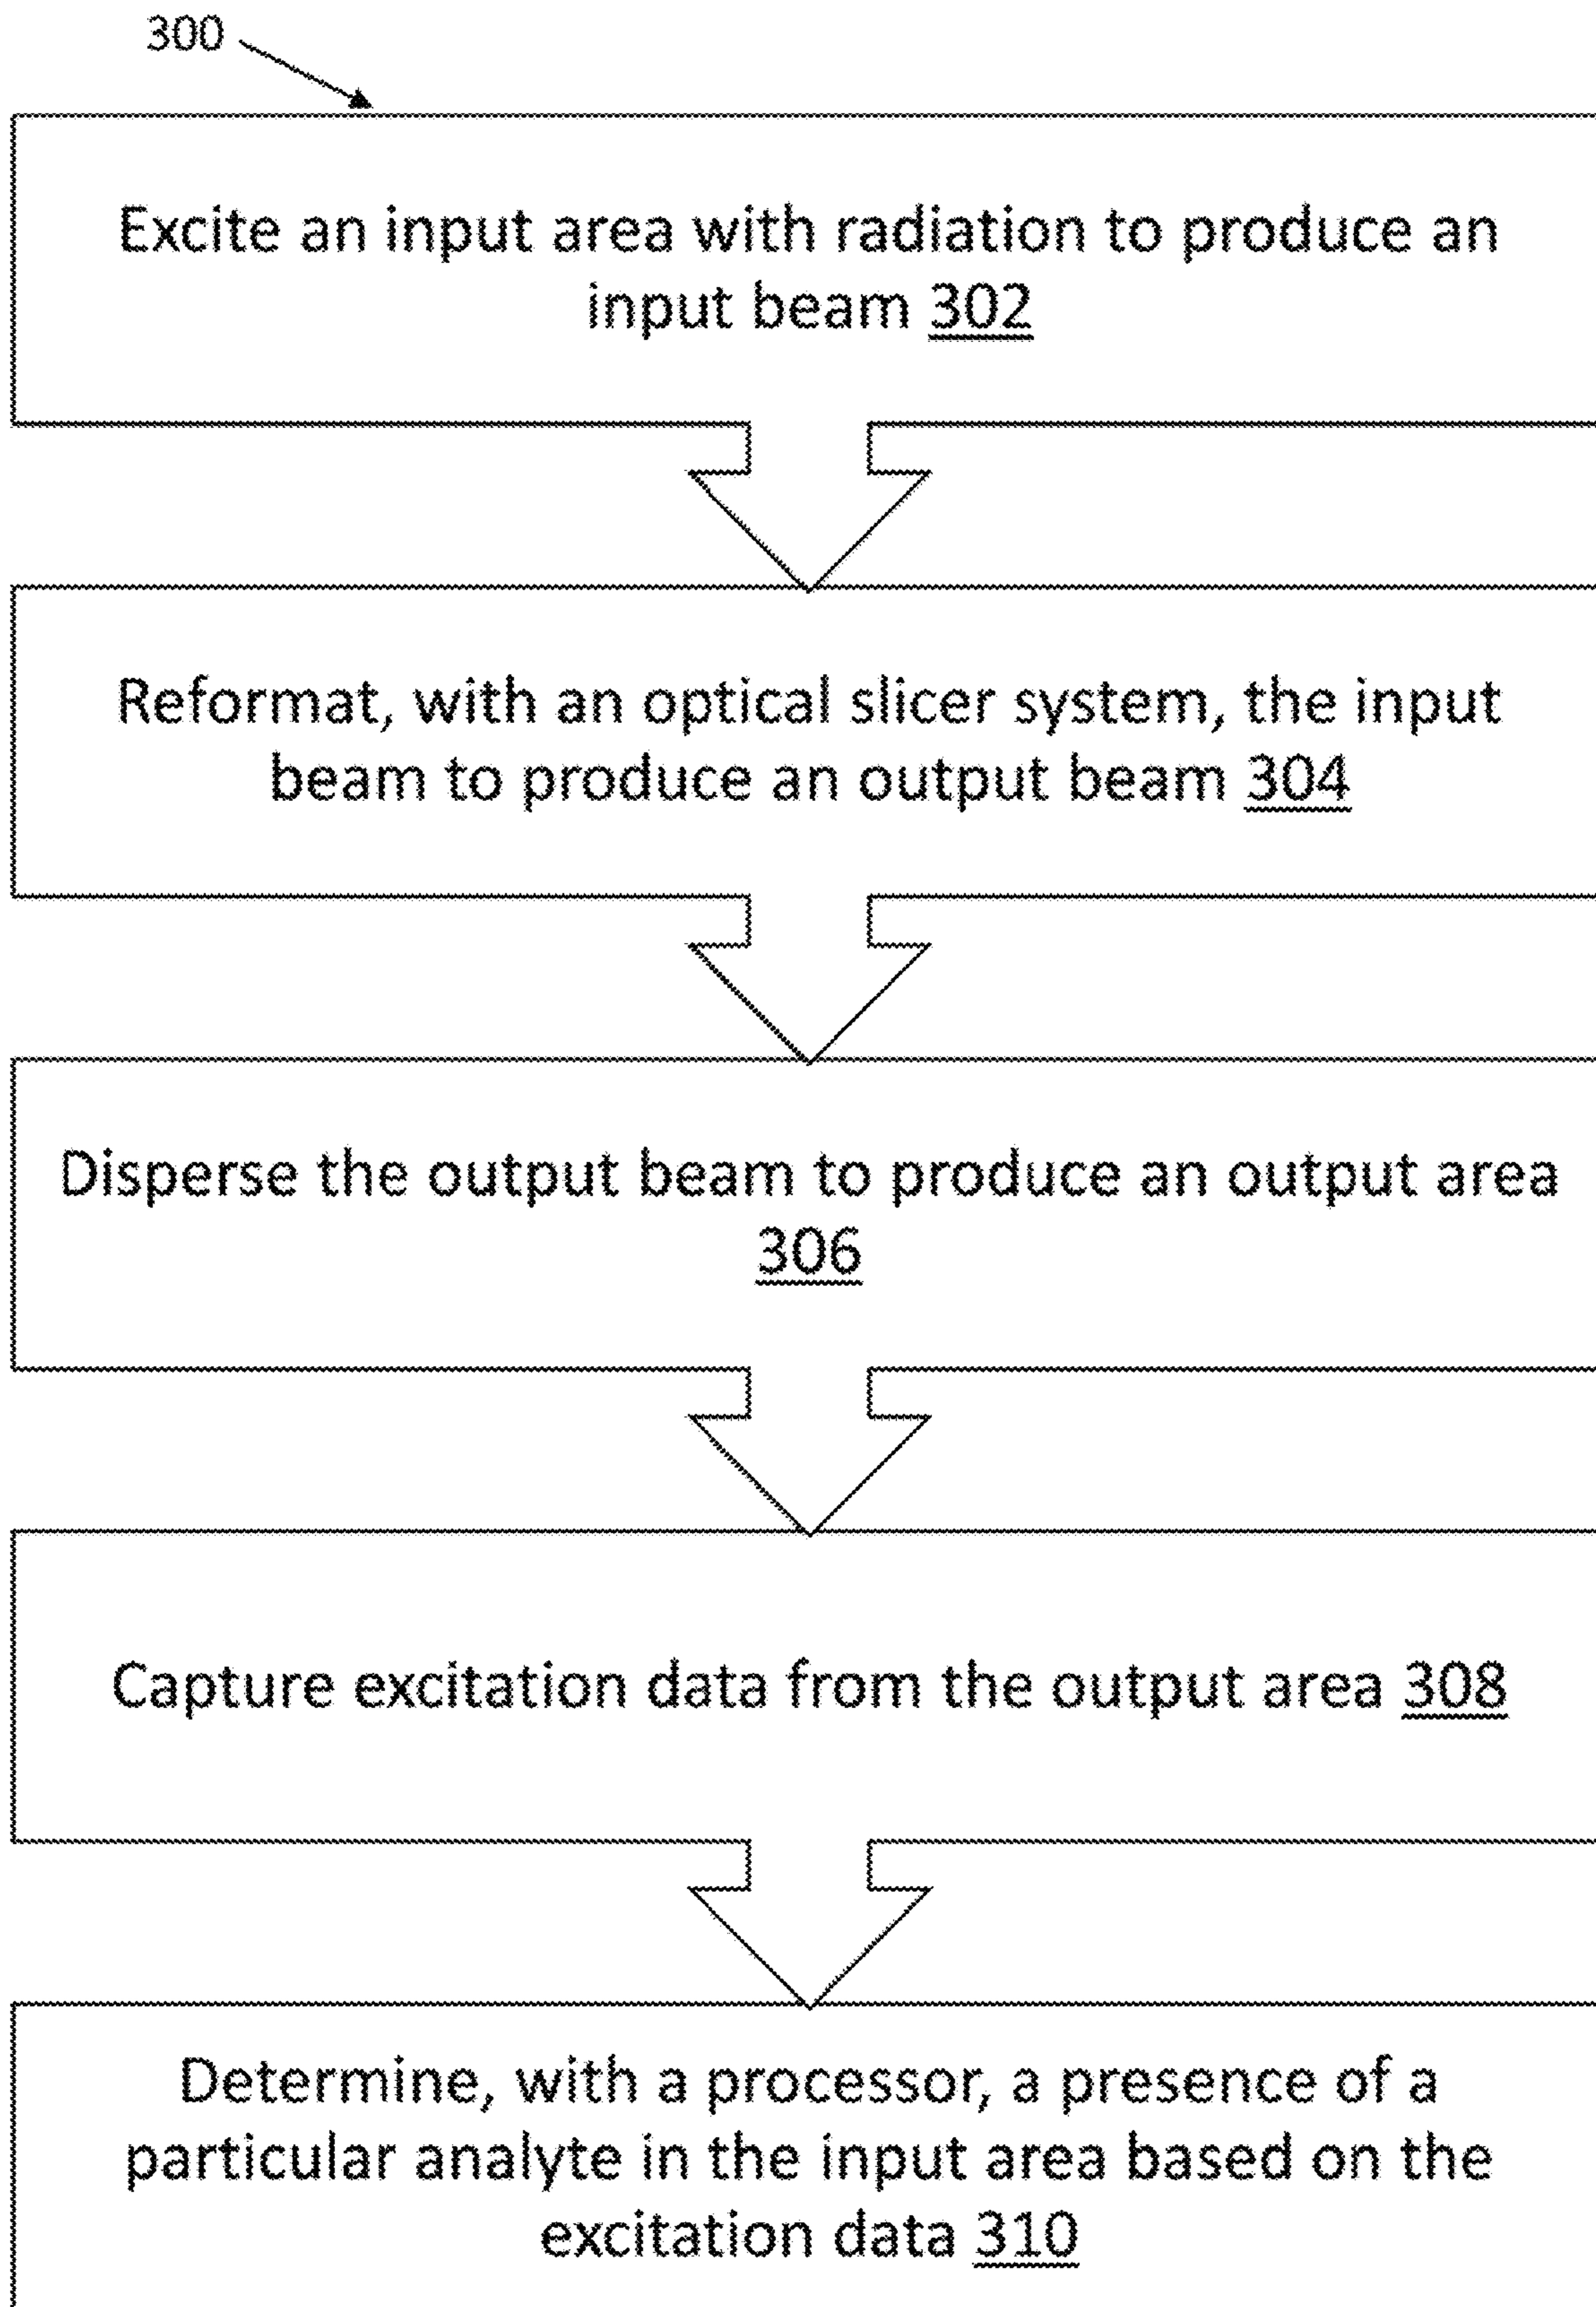 300
Excite an input area with radiation to produce an
input beam 302
Reformat, with an optical slicer system, the input
beam to produce an output beam 304
Disperse the output beam to produce an output area
306
Capture excitation data from the output area 308
Determine, with a processor, a presence of a
particular analyte in the input area based on the
excitation data 310